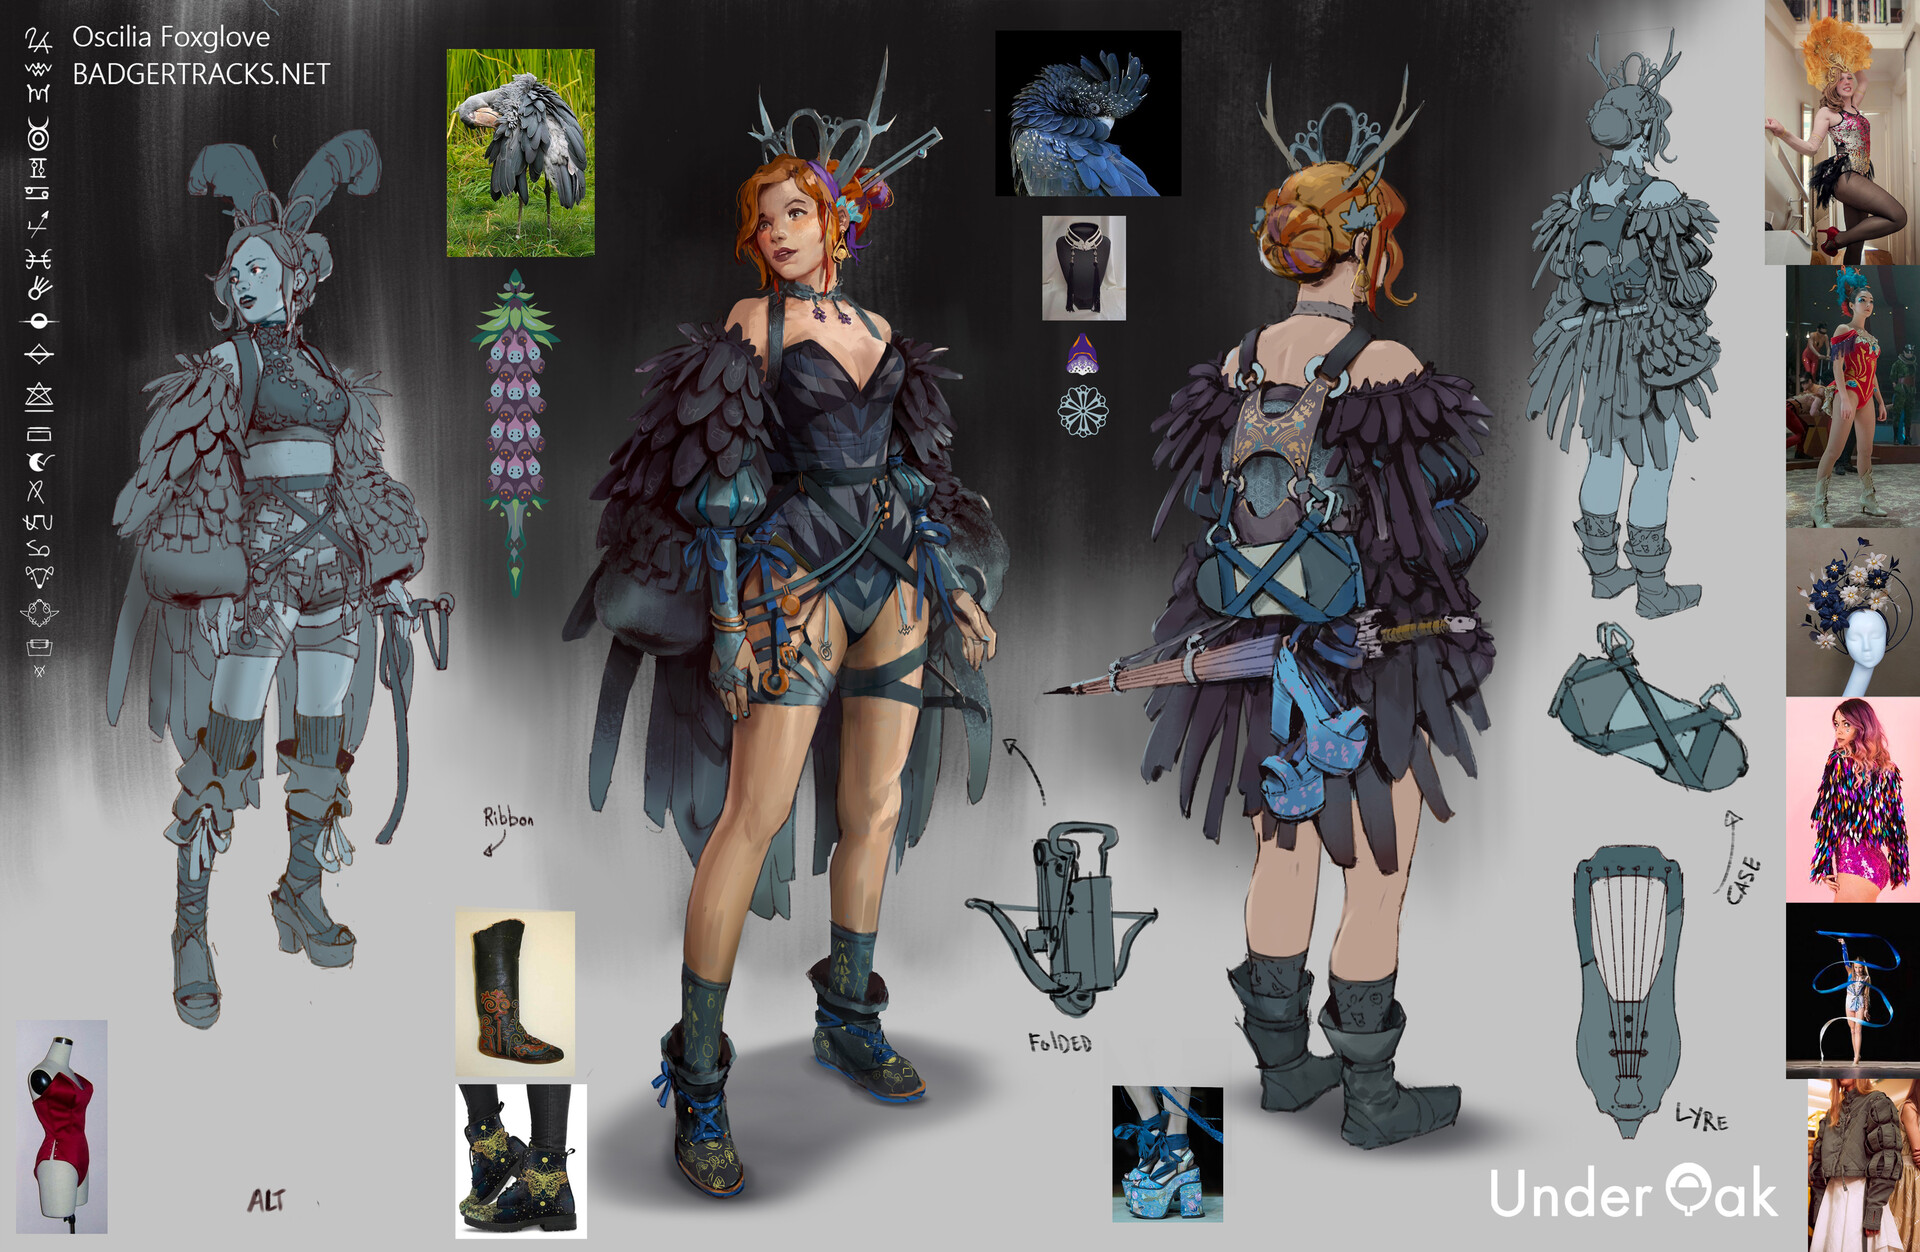 Oscilia Foxglove
BADGERTRACKS.NET
Ribbon
FolDED
CASE
LYRE
ALT
Under Oak